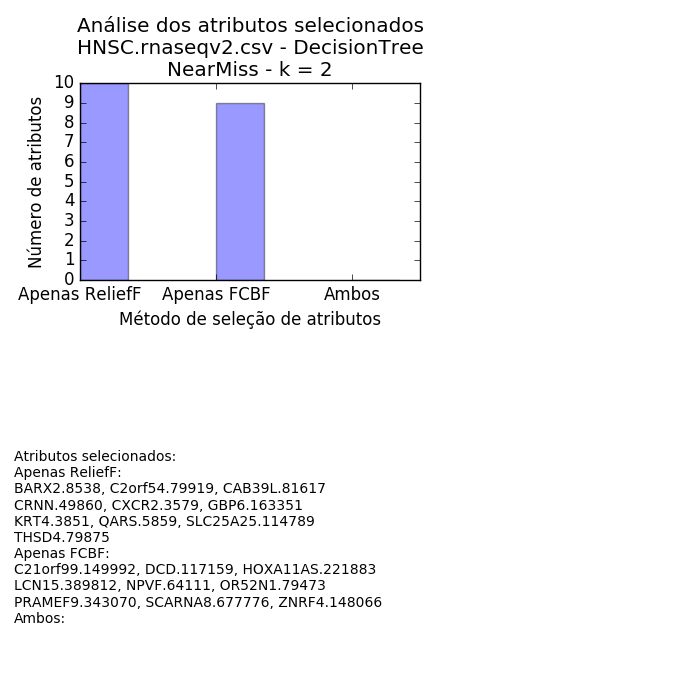 Análise dos atributos selecionados
HNSC.rnaseqv2.csv - DecisionTree
NearMiss - k = 2
10
9
8
7
6
5
4
3
2
1
0
Número de atributos
Apenas ReliefF
Apenas FCBF
Ambos
Método de seleção de atributos
Atributos selecionados:
Apenas ReliefF:
BARX2.8538, C2orf54.79919, CAB39L.81617
CRNN.49860, CXCR2.3579, GBP6.163351
KRT4.3851, QARS.5859, SLC25A25.114789
THSD4.79875
Apenas FCBF:
C21orf99.149992, DCD.117159, HOXA11AS.221883
LCN15.389812, NPVF.64111, OR52N1.79473
PRAMEF9.343070, SCARNA8.677776, ZNRF4.148066
Ambos: